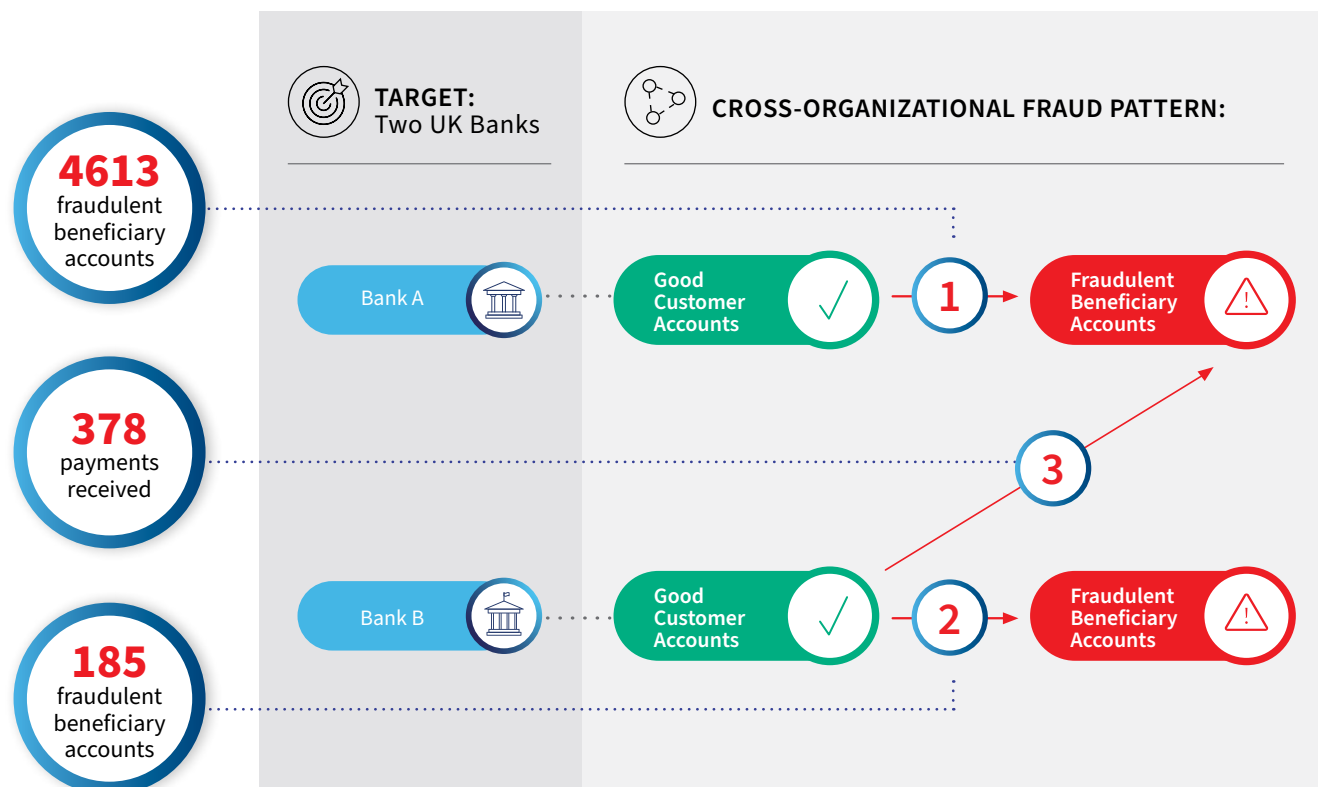 TARGET:
Two UK Banks
CROSS-ORGANIZATIONAL FRAUD PATTERN:
4613
fraudulent
beneficiary
accounts
Bank A
Good
Customer
Accounts
1
Fraudulent
Beneficiary
Accounts
378
payments
received
3
Bank B
Good
Customer
Accounts
2
Fraudulent
Beneficiary
Accounts
185
fraudulent
beneficiary
accounts